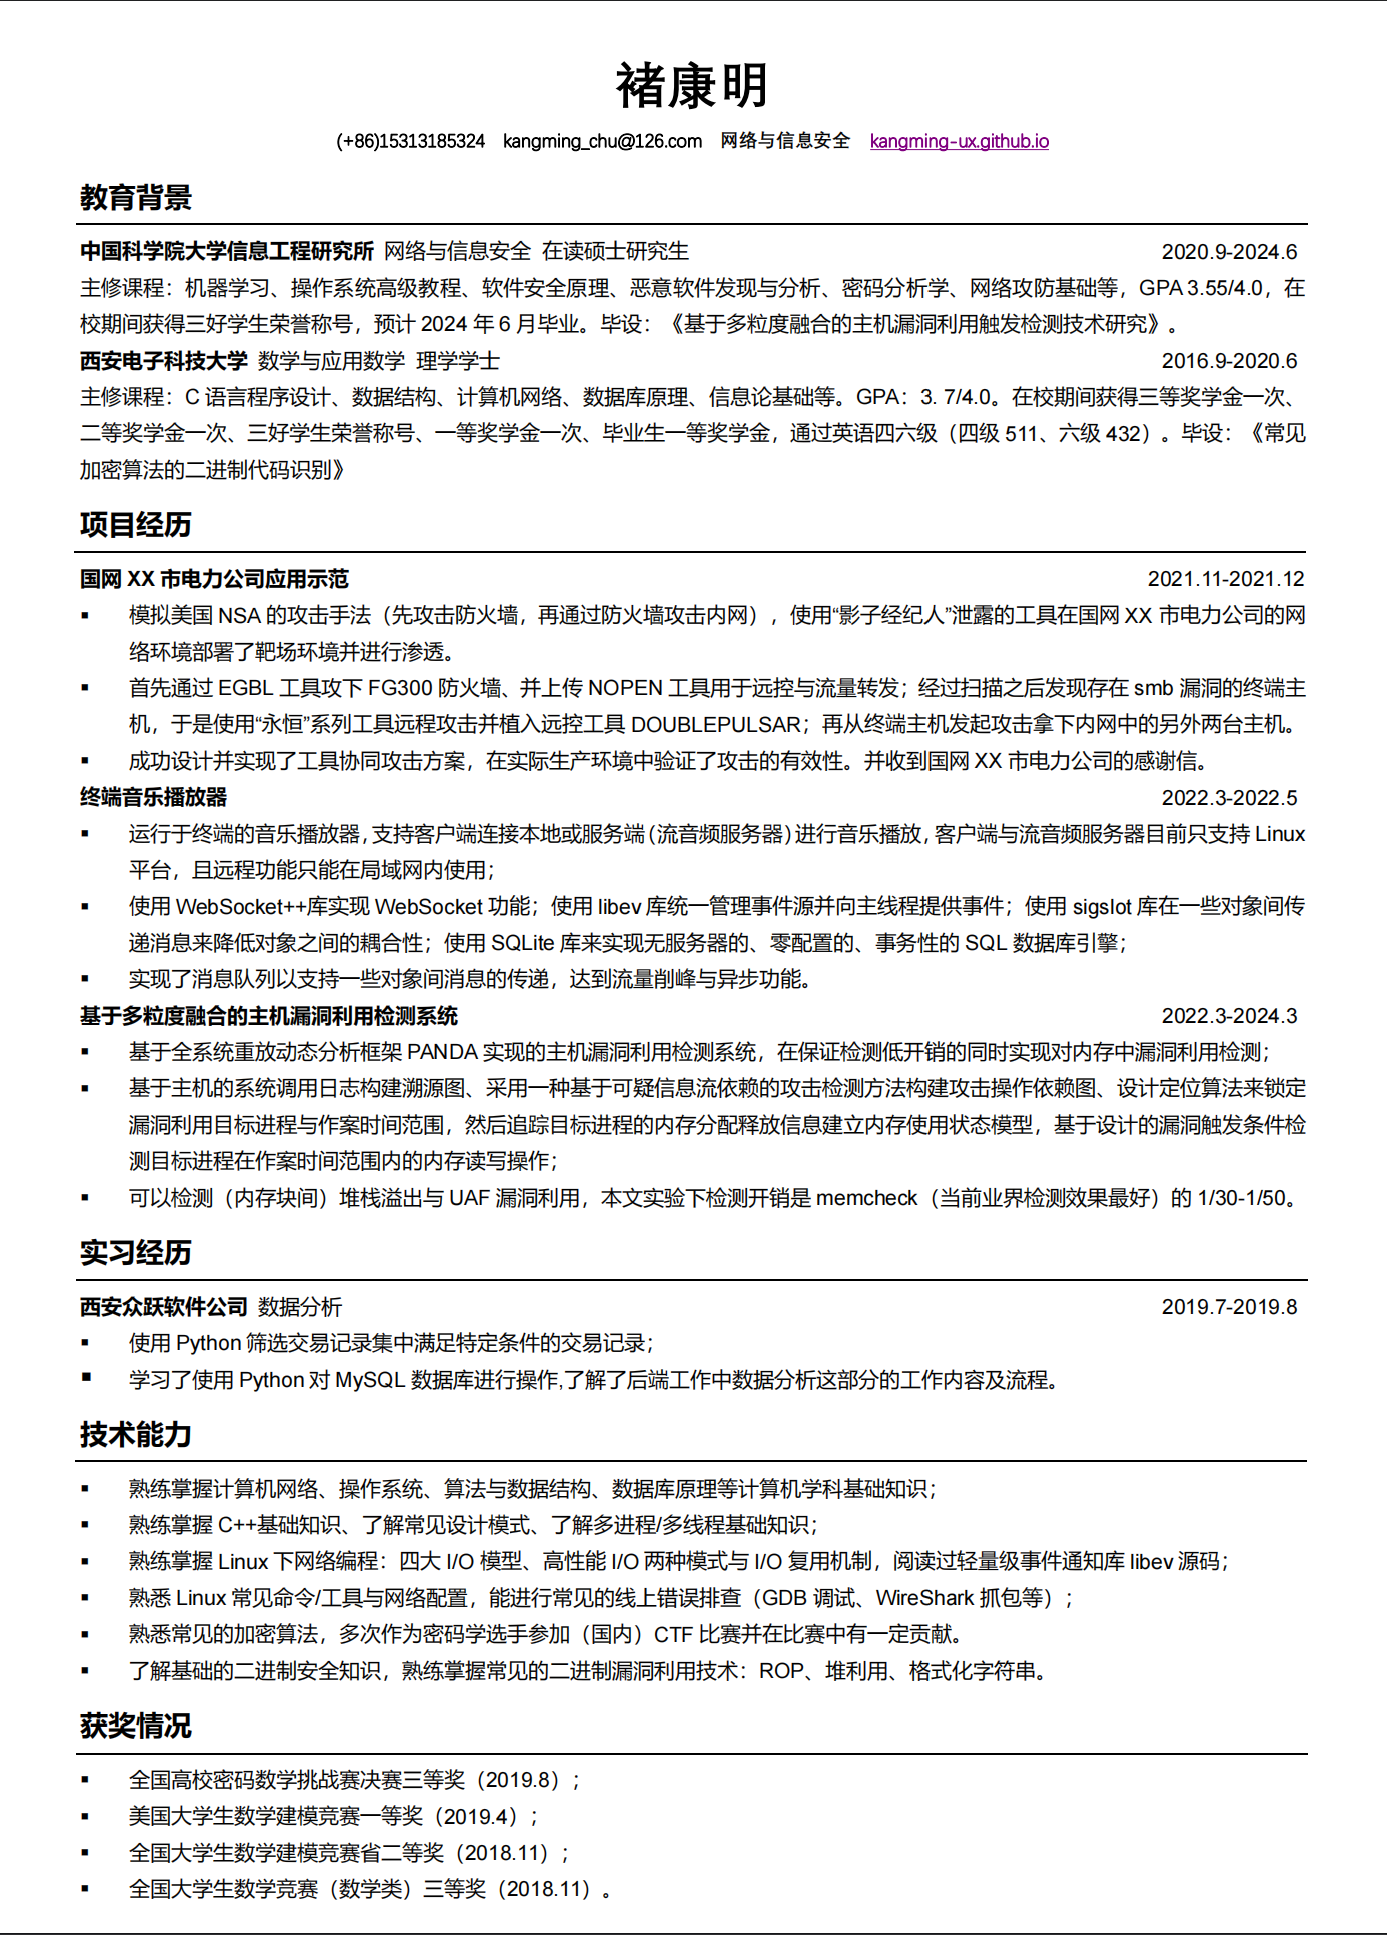 褚康明
(+86)15313185324 kangming_chu@126.com 网络与信息安全 kangming-ux.github.io
教育背景
中国科学院大学信息工程研究所 网络与信息安全 在读硕士研究生 2020.9-2024.6
主修课程：机器学习、操作系统高级教程、软件安全原理、恶意软件发现与分析、密码分析学、网络攻防基础等，GPA 3.55/4.0，在
校期间获得三好学生荣誉称号，预计 2024 年 6 月毕业。毕设：《基于多粒度融合的主机漏洞利用触发检测技术研究》。
西安电子科技大学 数学与应用数学 理学学士 2016.9-2020.6
主修课程：C 语言程序设计、数据结构、计算机网络、数据库原理、信息论基础等。GPA：3. 7/4.0。在校期间获得三等奖学金一次、
二等奖学金一次、三好学生荣誉称号、一等奖学金一次、毕业生一等奖学金，通过英语四六级（四级 511、六级 432）。毕设：《常见
加密算法的二进制代码识别》
项目经历
国网 XX 市电力公司应用示范 2021.11-2021.12
▪ 模拟美国 NSA 的攻击手法（先攻击防火墙，再通过防火墙攻击内网），使用“影子经纪人”泄露的工具在国网 XX 市电力公司的网
络环境部署了靶场环境并进行渗透。
▪ 首先通过 EGBL 工具攻下 FG300 防火墙、并上传 NOPEN 工具用于远控与流量转发；经过扫描之后发现存在 smb 漏洞的终端主
机，于是使用“永恒”系列工具远程攻击并植入远控工具 DOUBLEPULSAR；再从终端主机发起攻击拿下内网中的另外两台主机。
▪ 成功设计并实现了工具协同攻击方案，在实际生产环境中验证了攻击的有效性。并收到国网 XX 市电力公司的感谢信。
终端音乐播放器 2022.3-2022.5
▪ 运行于终端的音乐播放器，支持客户端连接本地或服务端（流音频服务器）进行音乐播放，客户端与流音频服务器目前只支持 Linux
平台，且远程功能只能在局域网内使用；
▪ 使用 WebSocket++库实现 WebSocket 功能；使用 libev 库统一管理事件源并向主线程提供事件；使用 sigslot 库在一些对象间传
递消息来降低对象之间的耦合性；使用 SQLite 库来实现无服务器的、零配置的、事务性的 SQL 数据库引擎；
▪ 实现了消息队列以支持一些对象间消息的传递，达到流量削峰与异步功能。
基于多粒度融合的主机漏洞利用检测系统 2022.3-2024.3
▪ 基于全系统重放动态分析框架 PANDA 实现的主机漏洞利用检测系统，在保证检测低开销的同时实现对内存中漏洞利用检测；
▪ 基于主机的系统调用日志构建溯源图、采用一种基于可疑信息流依赖的攻击检测方法构建攻击操作依赖图、设计定位算法来锁定
漏洞利用目标进程与作案时间范围，然后追踪目标进程的内存分配释放信息建立内存使用状态模型，基于设计的漏洞触发条件检
测目标进程在作案时间范围内的内存读写操作；
▪ 可以检测（内存块间）堆栈溢出与 UAF 漏洞利用，本文实验下检测开销是 memcheck（当前业界检测效果最好）的 1/30-1/50。
实习经历
西安众跃软件公司 数据分析 2019.7-2019.8
▪ 使用 Python 筛选交易记录集中满足特定条件的交易记录；
▪ 学习了使用 Python 对 MySQL 数据库进行操作,了解了后端工作中数据分析这部分的工作内容及流程。
技术能力
▪ 熟练掌握计算机网络、操作系统、算法与数据结构、数据库原理等计算机学科基础知识；
▪ 熟练掌握 C++基础知识、了解常见设计模式、了解多进程/多线程基础知识；
▪ 熟练掌握 Linux 下网络编程：四大 I/O 模型、高性能 I/O 两种模式与 I/O 复用机制，阅读过轻量级事件通知库 libev 源码；
▪ 熟悉 Linux 常见命令/工具与网络配置，能进行常见的线上错误排查（GDB 调试、WireShark 抓包等）；
▪ 熟悉常见的加密算法，多次作为密码学选手参加（国内）CTF 比赛并在比赛中有一定贡献。
▪ 了解基础的二进制安全知识，熟练掌握常见的二进制漏洞利用技术：ROP、堆利用、格式化字符串。
获奖情况
▪ 全国高校密码数学挑战赛决赛三等奖（2019.8）；
▪ 美国大学生数学建模竞赛一等奖（2019.4）；
▪ 全国大学生数学建模竞赛省二等奖（2018.11）；
▪ 全国大学生数学竞赛（数学类）三等奖（2018.11）。